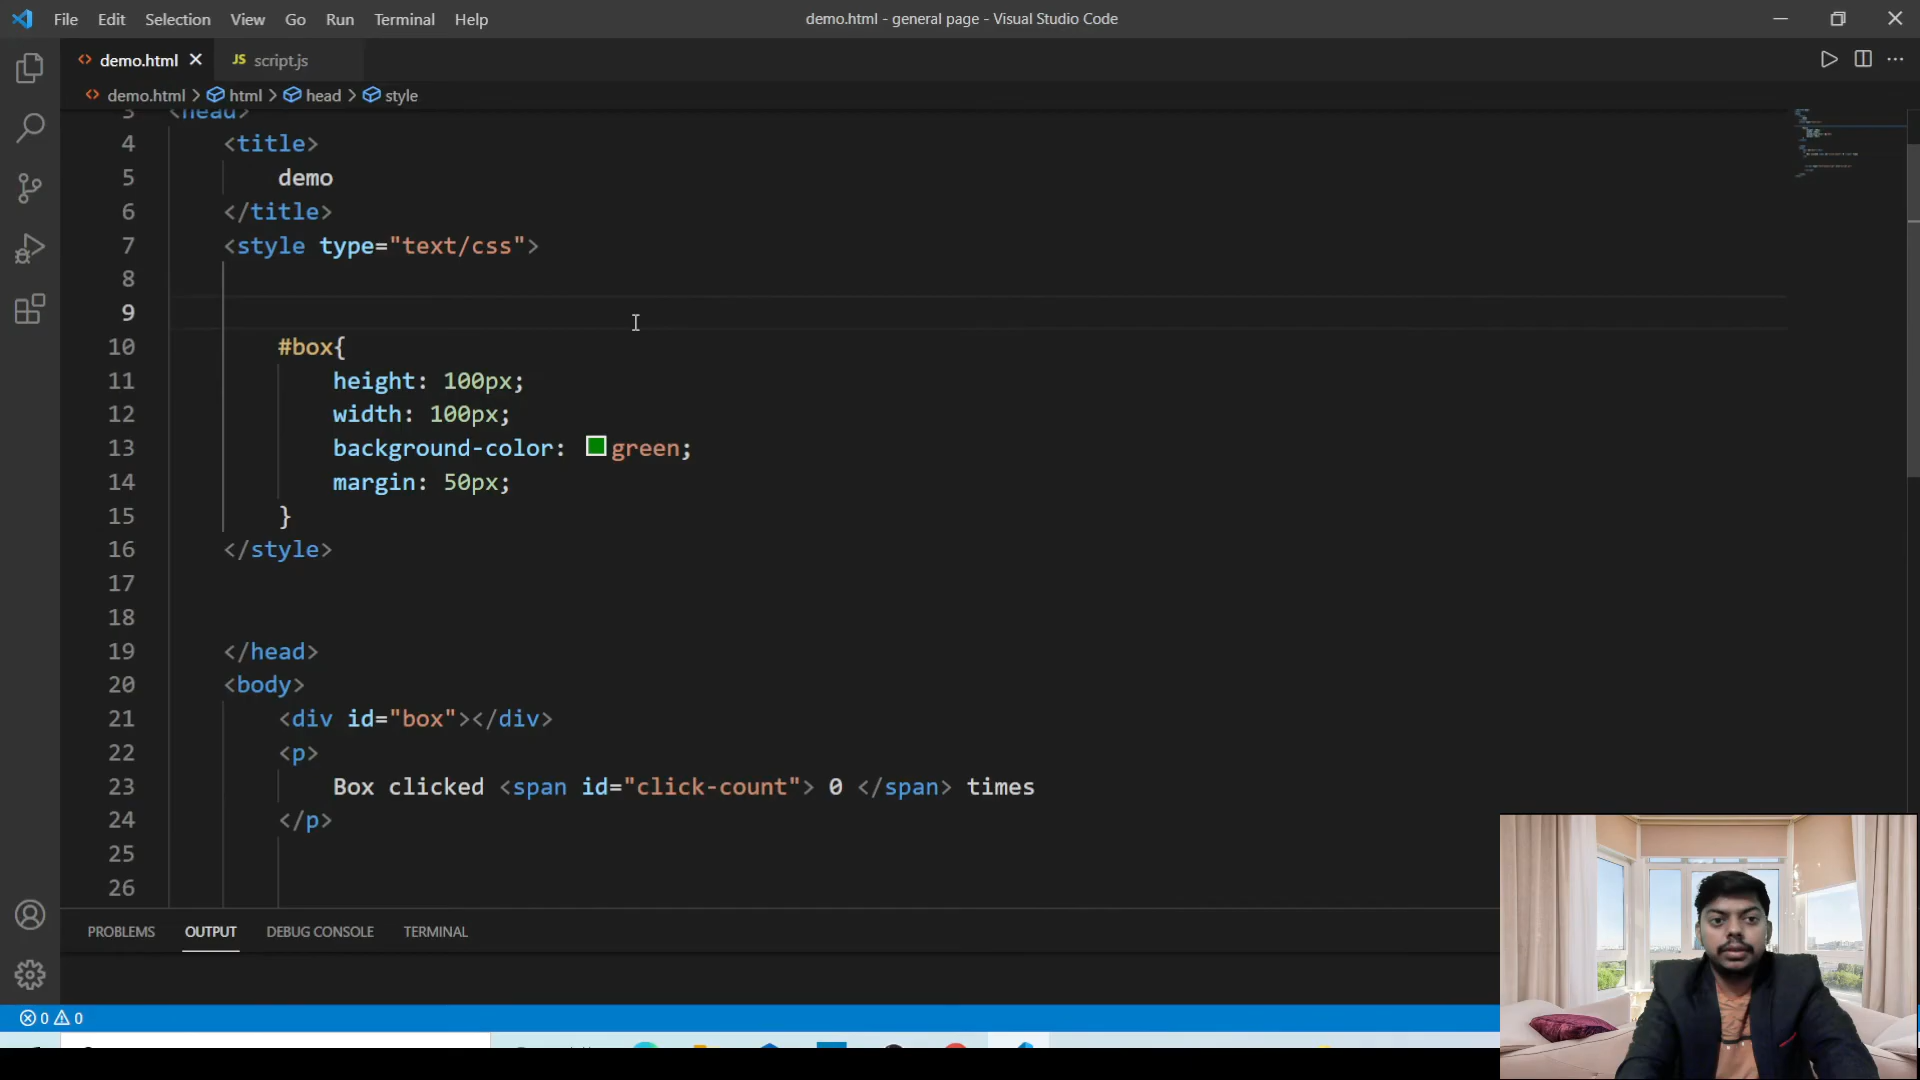 File Edit Selection View Go Run Terminal Help demo.html - general page - Visual Studio Code
demo.html JS script.js
demo.html > html > head > style
3 <head>
4 <title>
5 demo
6 </title>
7 <style type="text/css">
8
9
10 #box{
11 height: 100px;
12 width: 100px;
13 background-color: green;
14 margin: 50px;
15 }
16 </style>
17
18
19 </head>
20 <body>
21 <div id="box"></div>
22 <p>
23 Box clicked <span id="click-count"> 0 </span> times
24 </p>
25
26
PROBLEMS OUTPUT DEBUG CONSOLE TERMINAL
0 0